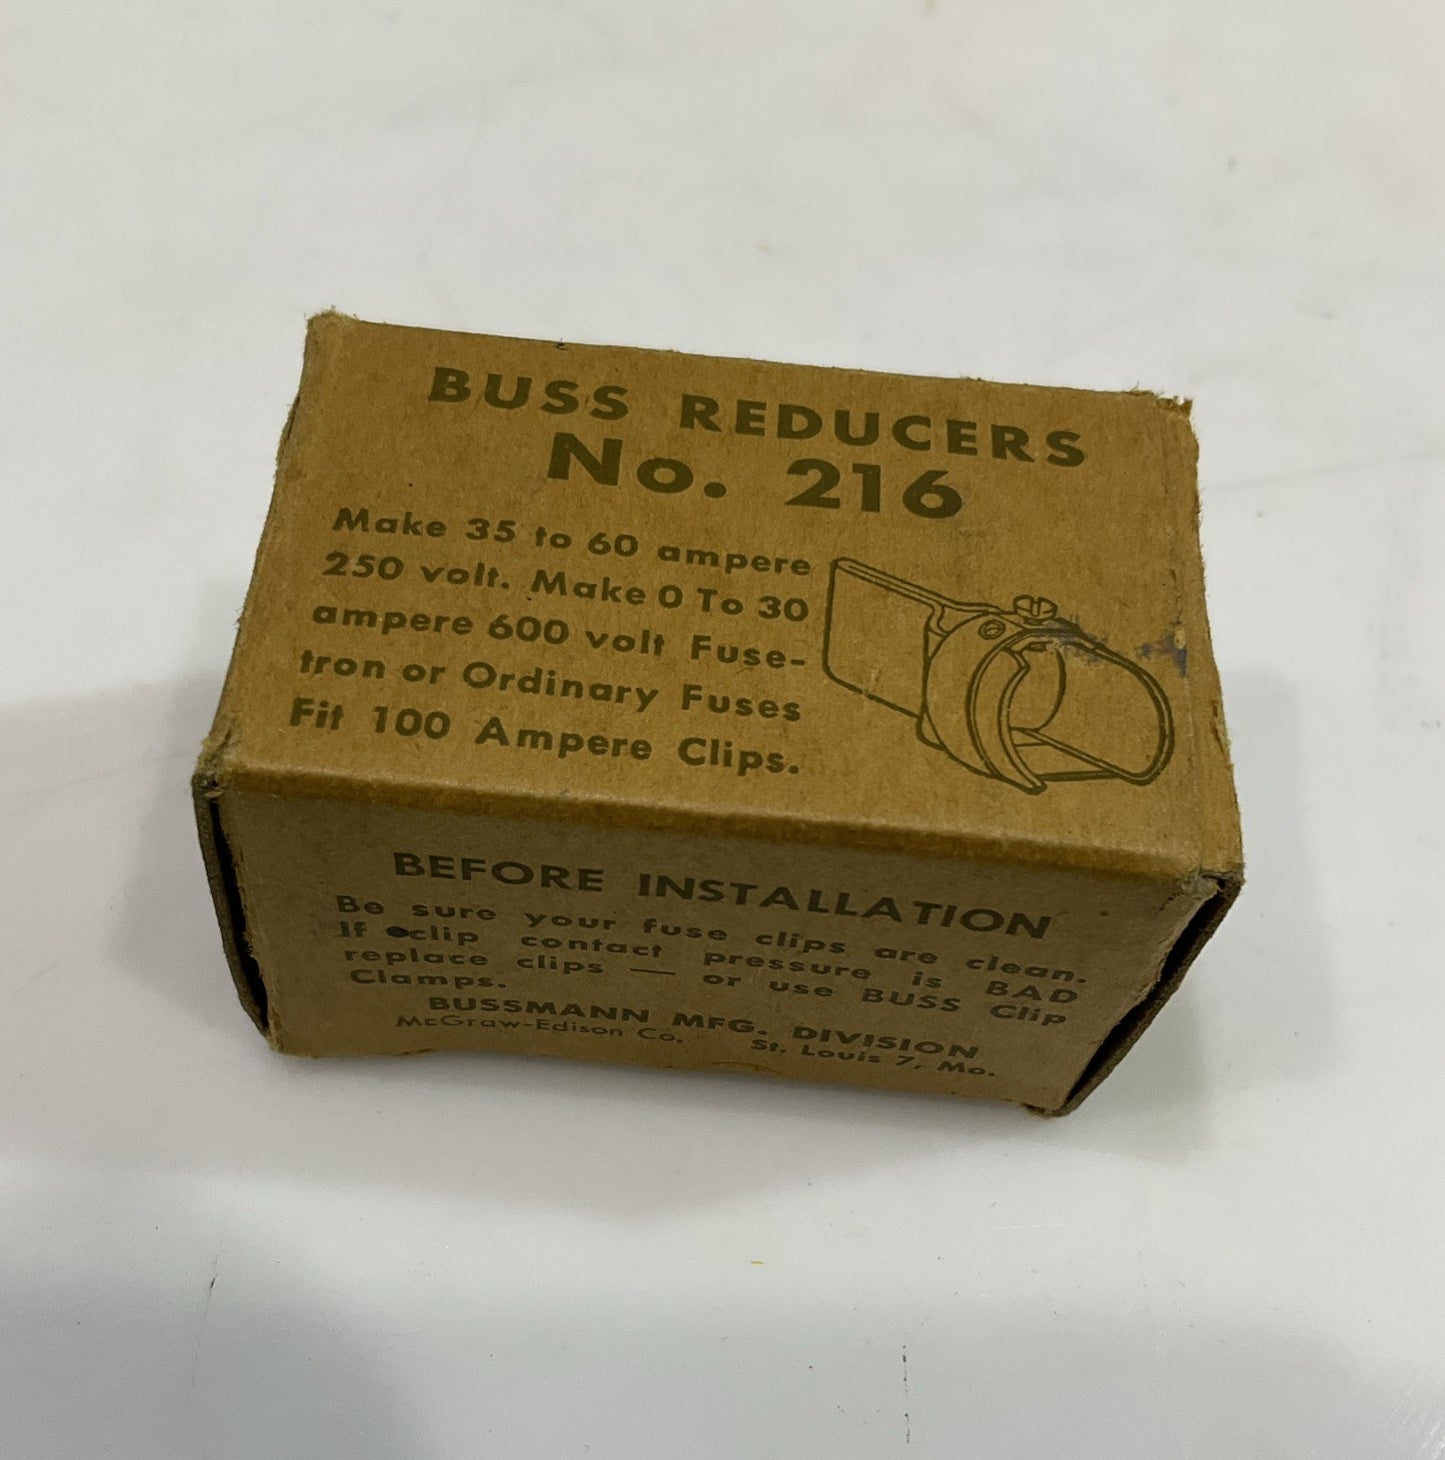 BUSS REDUCERS
No. 216
Make 35 to 60 ampere
250 volt. Make 0 To 30
ampere 600 volt Fuse-
tron or Ordinary Fuses
Fit 100 Ampere Clips.
BEFORE INSTALLATION
Be sure your fuse clips are clean.
If clip contact pressure is BAD
replace clips — or use BUSS Clip
Clamps.
BUSSMANN MFG. DIVISION
McGraw-Edison Co. St. Louis 7, Mo.